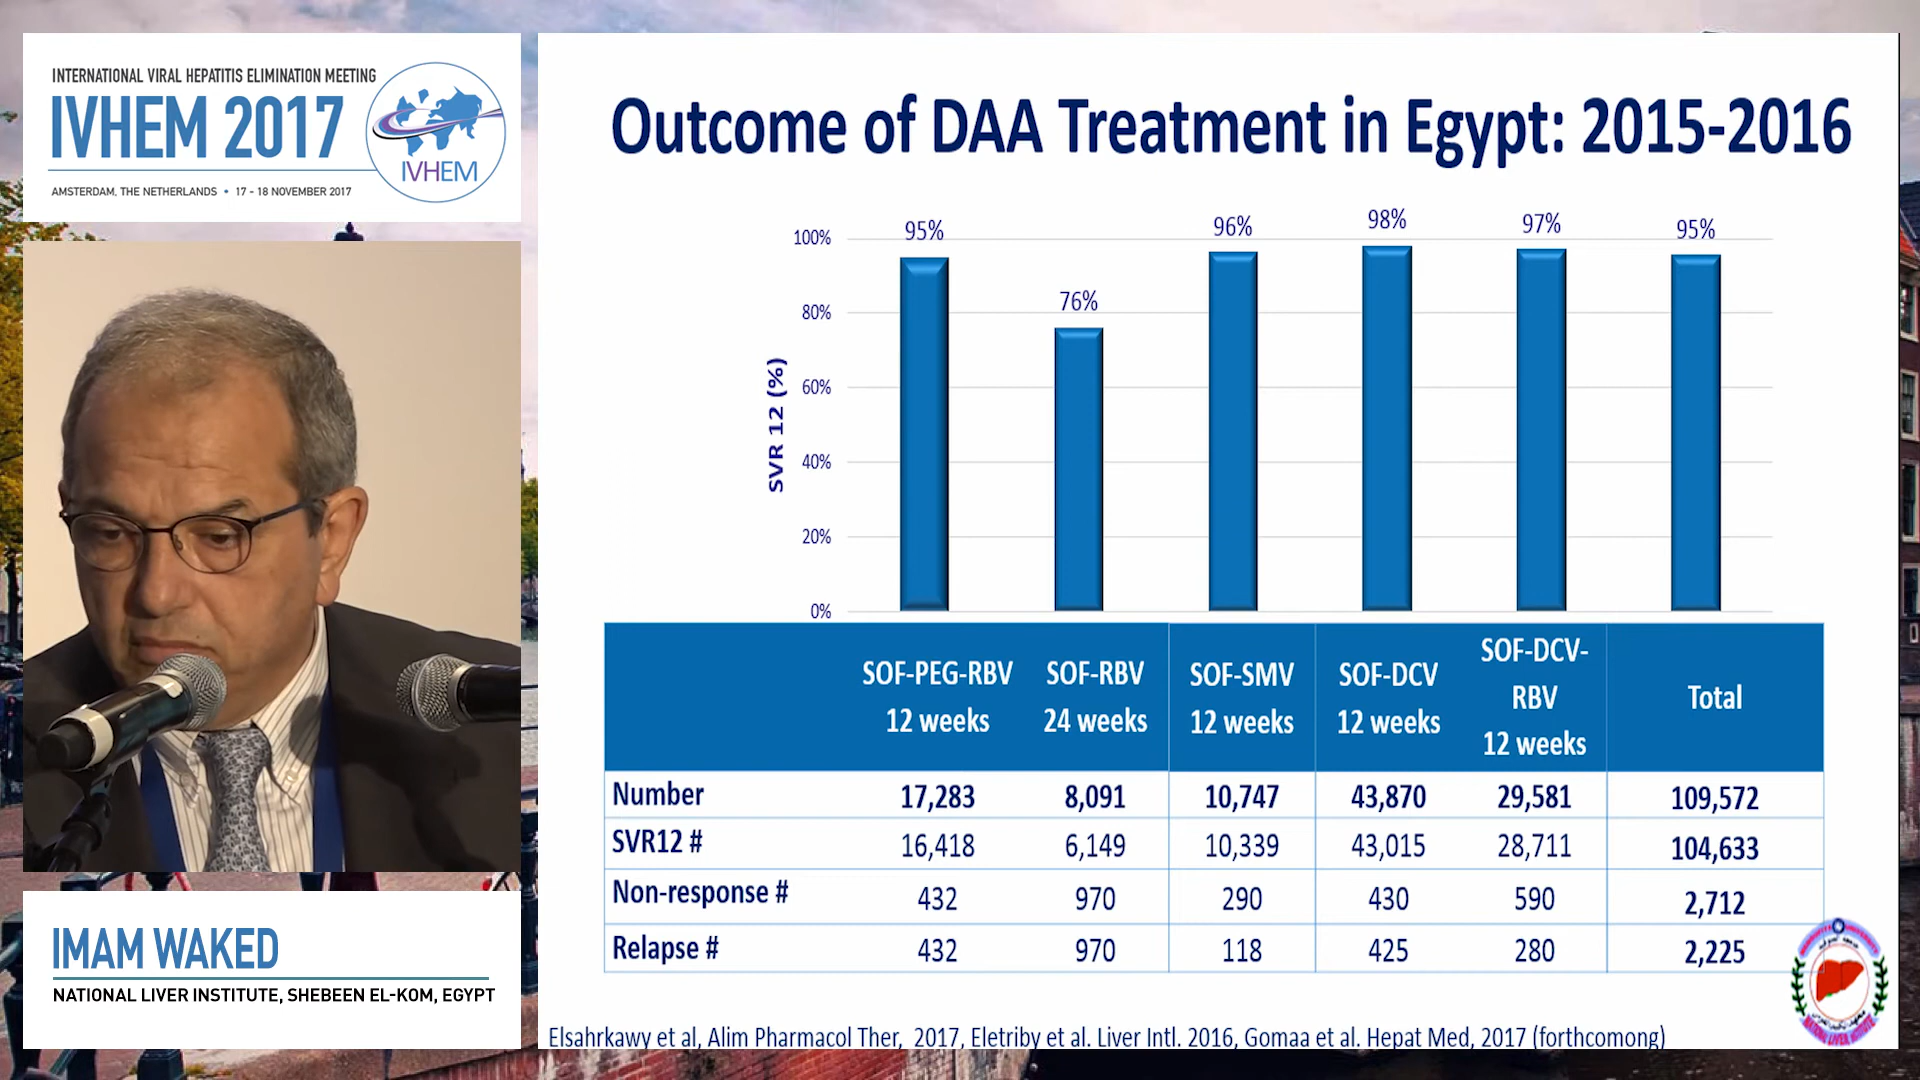 INTERNATIONAL VIRAL HEPATITIS ELIMINATION MEETING
IVHEM 2017
AMSTERDAM, THE NETHERLANDS • 17 - 18 NOVEMBER 2017
IVHEM
IMAM WAKED
NATIONAL LIVER INSTITUTE, SHEBEEN EL-KOM, EGYPT
Outcome of DAA Treatment in Egypt: 2015-2016
95% 76% 96% 98% 97% 95%
SVR 12 (%)
100%
80%
60%
40%
20%
0%
SOF-PEG-RBV 12 weeks SOF-RBV 24 weeks SOF-SMV 12 weeks SOF-DCV 12 weeks SOF-DCV-RBV 12 weeks Total
Number 17,283 8,091 10,747 43,870 29,581 109,572
SVR12 # 16,418 6,149 10,339 43,015 28,711 104,633
Non-response # 432 970 290 430 590 2,712
Relapse # 432 970 118 425 280 2,225
Elsahrkawy et al, Alim Pharmacol Ther, 2017, Eletriby et al. Liver Intl. 2016, Gomaa et al. Hepat Med, 2017 (forthcomong)
NATIONAL LIVER INSTITUTE